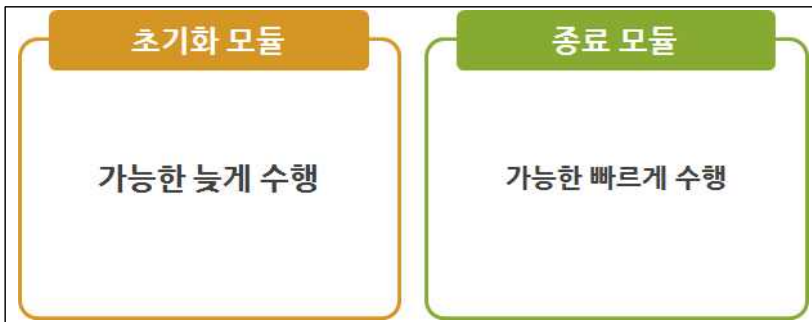 초기화 모듈
가능한 늦게 수행
종료 모듈
가능한 빠르게 수행